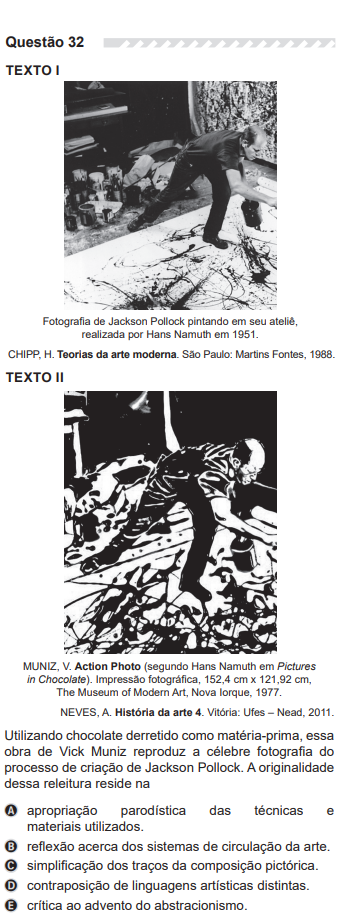 Questão 32
TEXTO I
Fotografia de Jackson Pollock pintando em seu ateliê,
realizada por Hans Namuth em 1951.
CHIPP, H. Teorias da arte moderna. São Paulo: Martins Fontes, 1988.
TEXTO II
MUNIZ, V. Action Photo (segundo Hans Namuth em Pictures
in Chocolate). Impressão fotográfica, 152,4 cm x 121,92 cm,
The Museum of Modern Art, Nova Iorque, 1977.
NEVES, A. História da arte 4. Vitória: Ufes – Nead, 2011.
Utilizando chocolate derretido como matéria-prima, essa
obra de Vick Muniz reproduz a célebre fotografia do
processo de criação de Jackson Pollock. A originalidade
dessa releitura reside na
A apropriação parodística das técnicas e
materiais utilizados.
B reflexão acerca dos sistemas de circulação da arte.
C simplificação dos traços da composição pictórica.
D contraposição de linguagens artísticas distintas.
E crítica ao advento do abstracionismo.